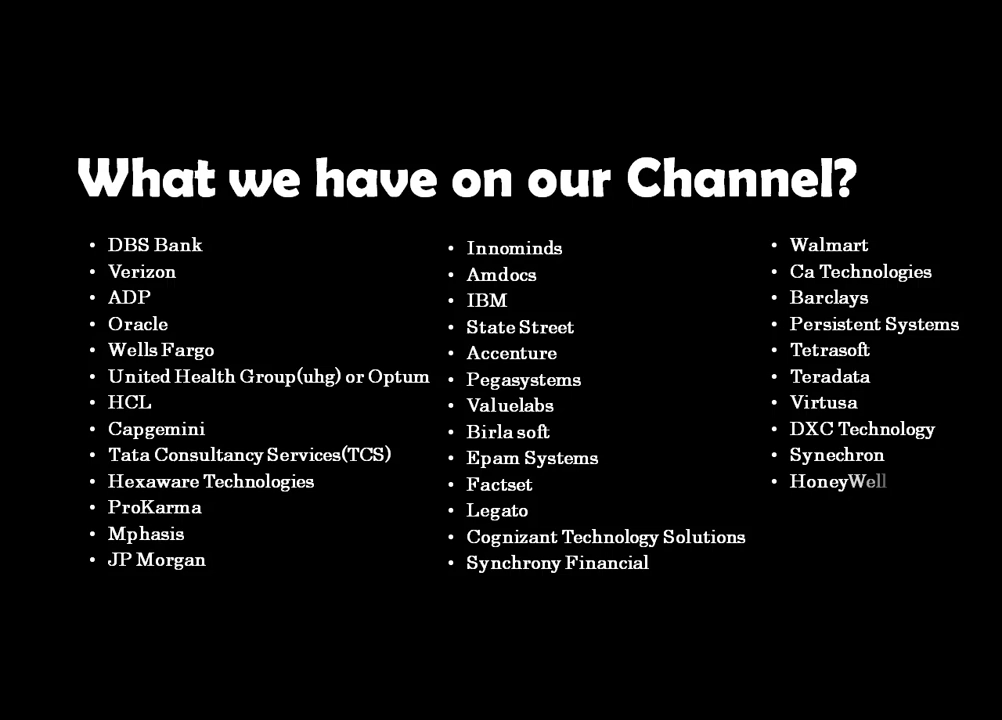 What we have on our Channel?
• DBS Bank
• Verizon
• ADP
• Oracle
• Wells Fargo
• United Health Group(uhg) or Optum
• HCL
• Capgemini
• Tata Consultancy Services(TCS)
• Hexaware Technologies
• ProKarma
• Mphasis
• JP Morgan
• Innominds
• Amdocs
• IBM
• State Street
• Accenture
• Pegasystems
• Valuelabs
• Birla soft
• Epam Systems
• Factset
• Legato
• Cognizant Technology Solutions
• Synchrony Financial
• Walmart
• Ca Technologies
• Barclays
• Persistent Systems
• Tetrasoft
• Teradata
• Virtusa
• DXC Technology
• Synechron
• HoneyWell